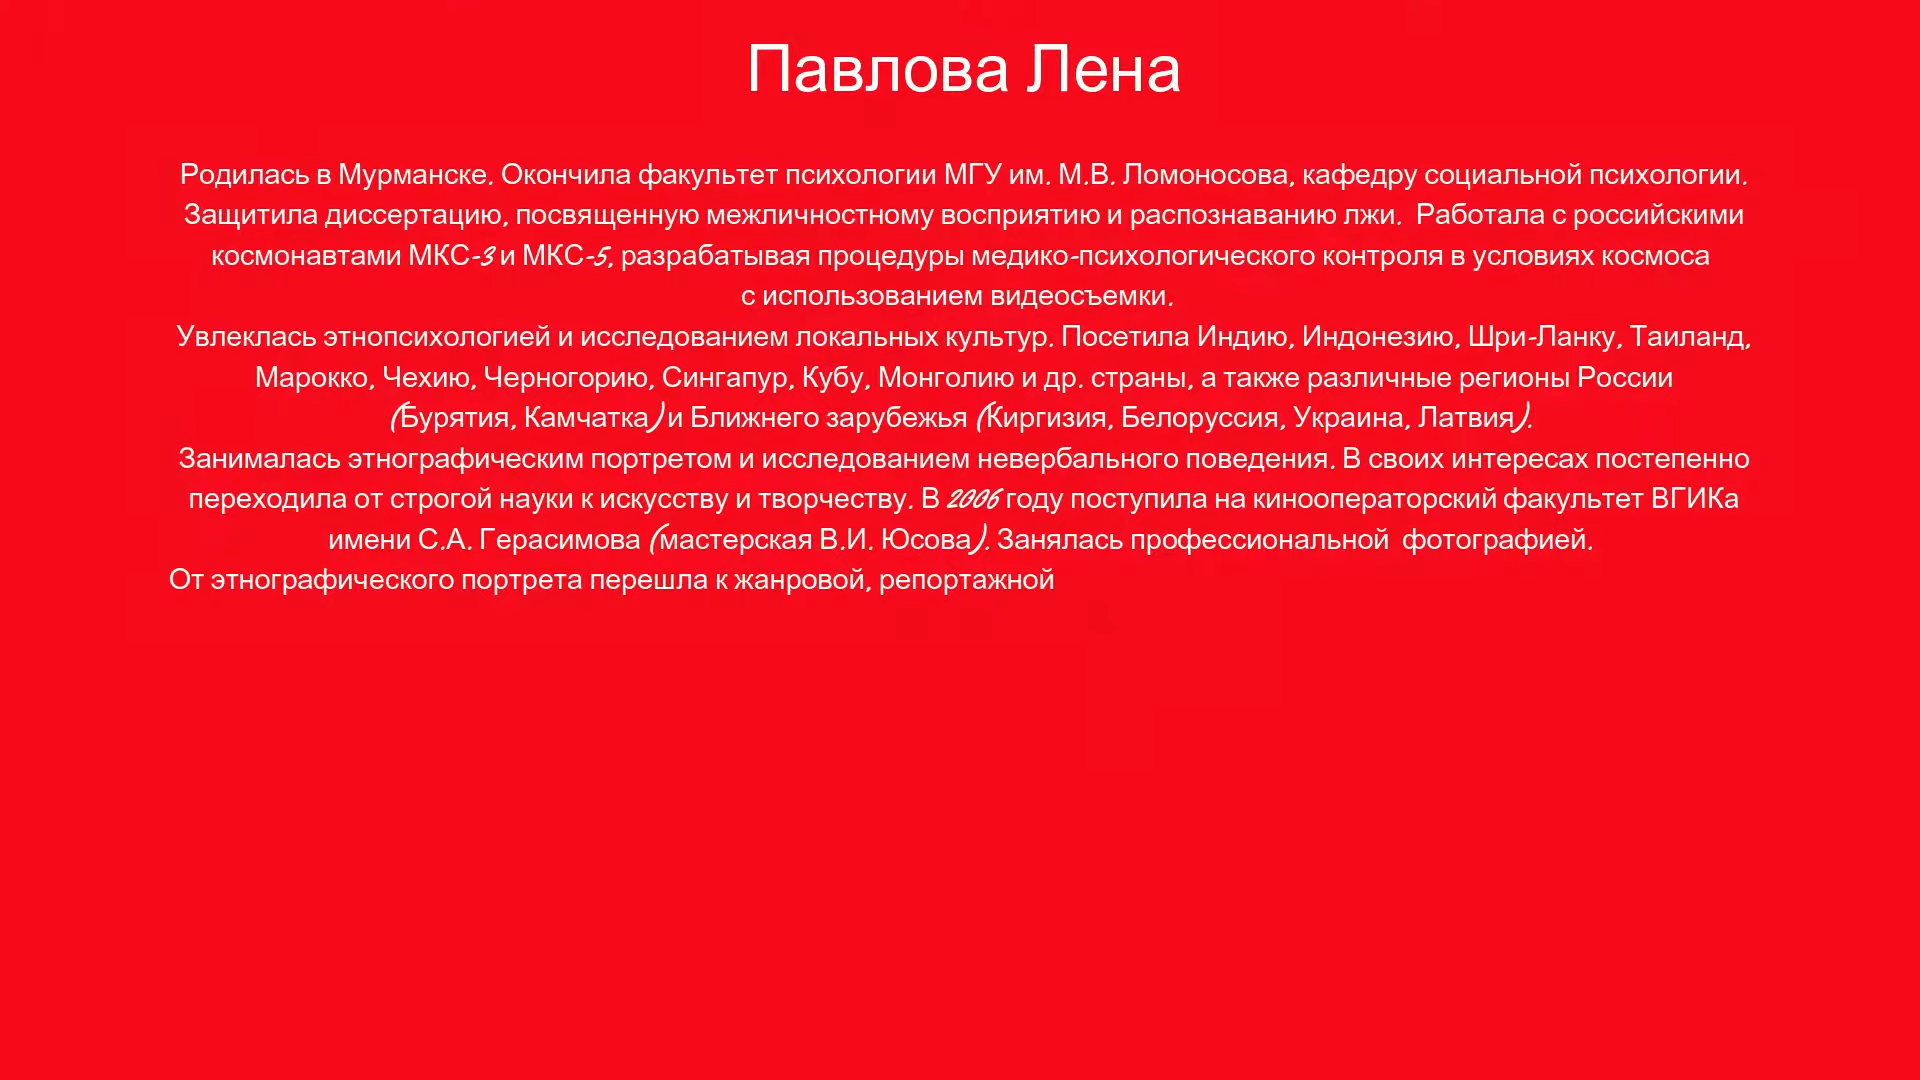 Павлова Лена
Родилась в Мурманске. Окончила факультет психологии МГУ им. М.В. Ломоносова, кафедру социальной психологии.
Защитила диссертацию, посвященную межличностному восприятию и распознаванию лжи. Работала с российскими
космонавтами МКС-3 и МКС-5, разрабатывая процедуры медико-психологического контроля в условиях космоса
с использованием видеосъемки.
Увлеклась этнопсихологией и исследованием локальных культур. Посетила Индию, Индонезию, Шри-Ланку, Таиланд,
Марокко, Чехию, Черногорию, Сингапур, Кубу, Монголию и др. страны, а также различные регионы России
(Бурятия, Камчатка) и Ближнего зарубежья (Киргизия, Белоруссия, Украина, Латвия).
Занималась этнографическим портретом и исследованием невербального поведения. В своих интересах постепенно
переходила от строгой науки к искусству и творчеству. В 2006 году поступила на кинооператорский факультет ВГИКа
имени С.А. Герасимова (мастерская В.И. Юсова). Занялась профессиональной фотографией.
От этнографического портрета перешла к жанровой, репортажной